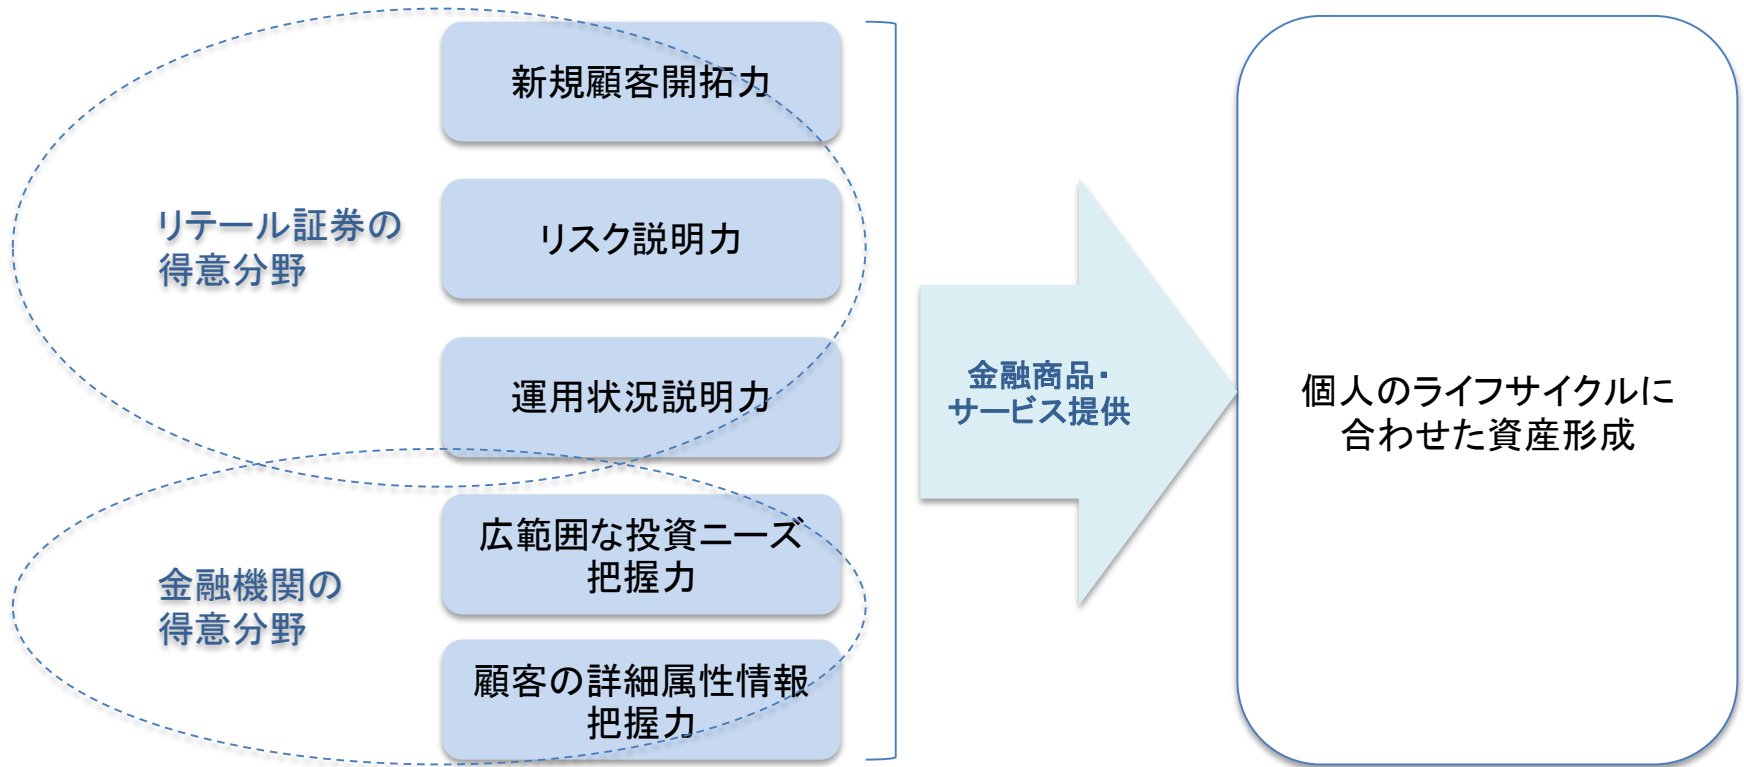 新規顧客開拓力
リスク説明力
運用状況説明力
リテール証券の
得意分野
広範囲な投資ニーズ
把握力
顧客の詳細属性情報
把握力
金融機関の
得意分野
金融商品・
サービス提供
個人のライフサイクルに
合わせた資産形成